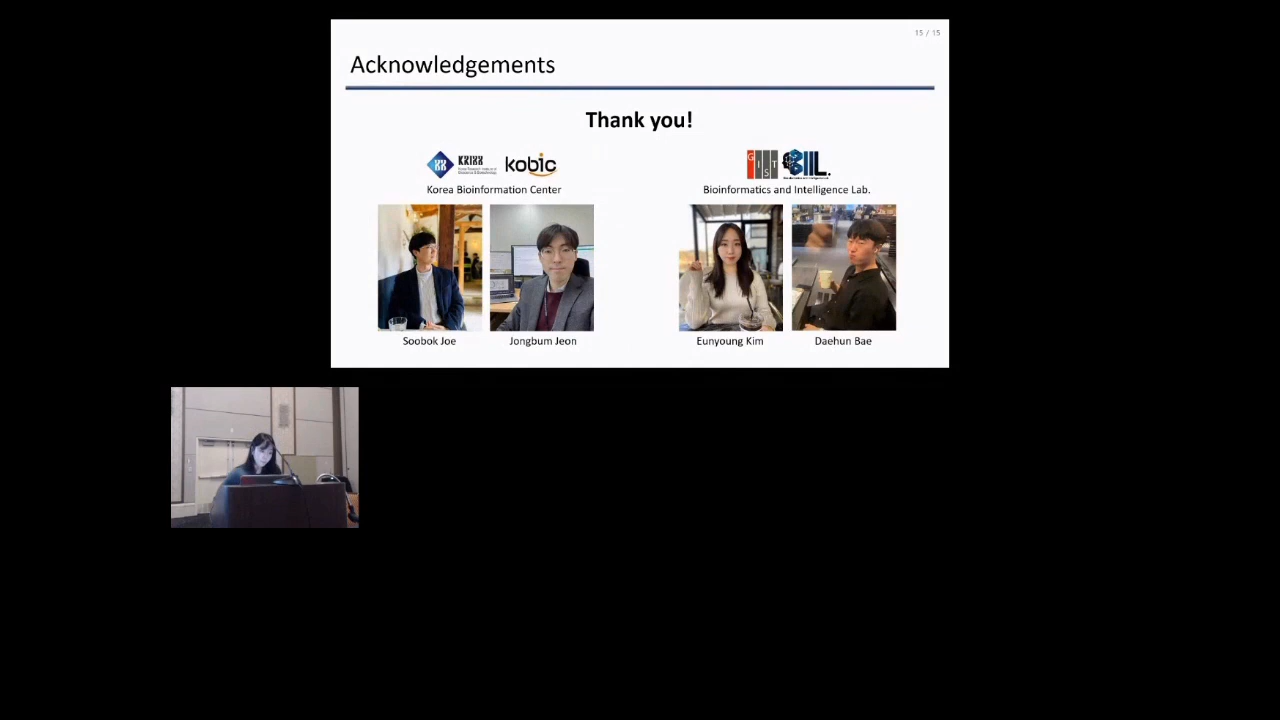 15 / 15
Acknowledgements
Thank you!
KRIBB
kobic
GIST
BIIL.
Korea Bioinformation Center
Bioinformatics and Intelligence Lab.
Soobok Joe
Jongbum Jeon
Eunyoung Kim
Daehun Bae